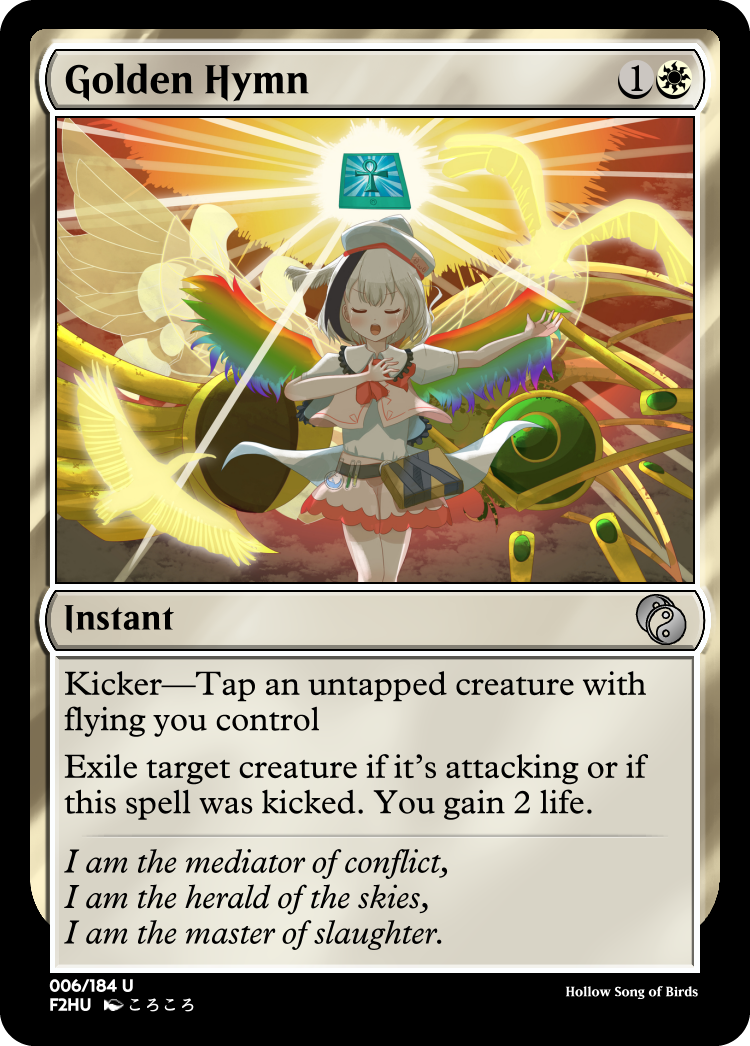 Golden Hymn 1
Instant
Kicker—Tap an untapped creature with
flying you control
Exile target creature if it's attacking or if
this spell was kicked. You gain 2 life.
I am the mediator of conflict,
I am the herald of the skies,
I am the master of slaughter.
006/184 U
F2HU ころころ
Hollow Song of Birds